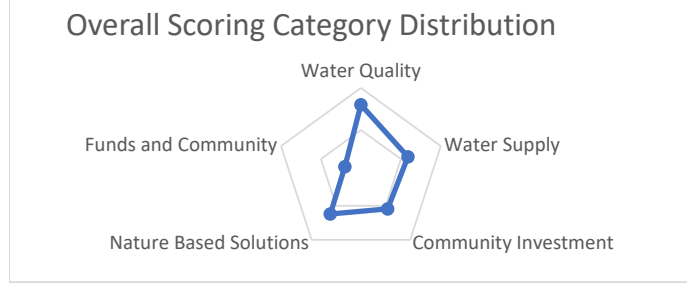 Overall Scoring Category Distribution
Water Quality
Funds and Community
Water Supply
Nature Based Solutions
Community Investment